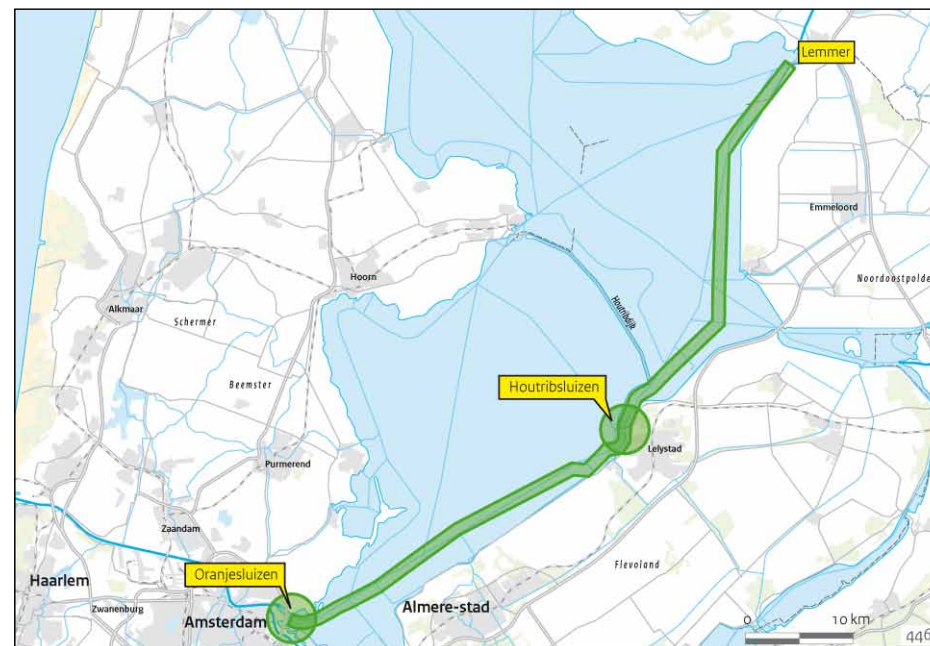 Lemmer
Emmeloord
Noordoostpolde
Hoorn
Alkmaar
Schermer
Houtribdijk
Beemster
Houtribsluizen
Lelystad
Purmerend
Zaandam
Flevoland
Oranjesluizen
Haarlem
Zwanenburg
Amsterdam
Almere-stad
0 10 km
446